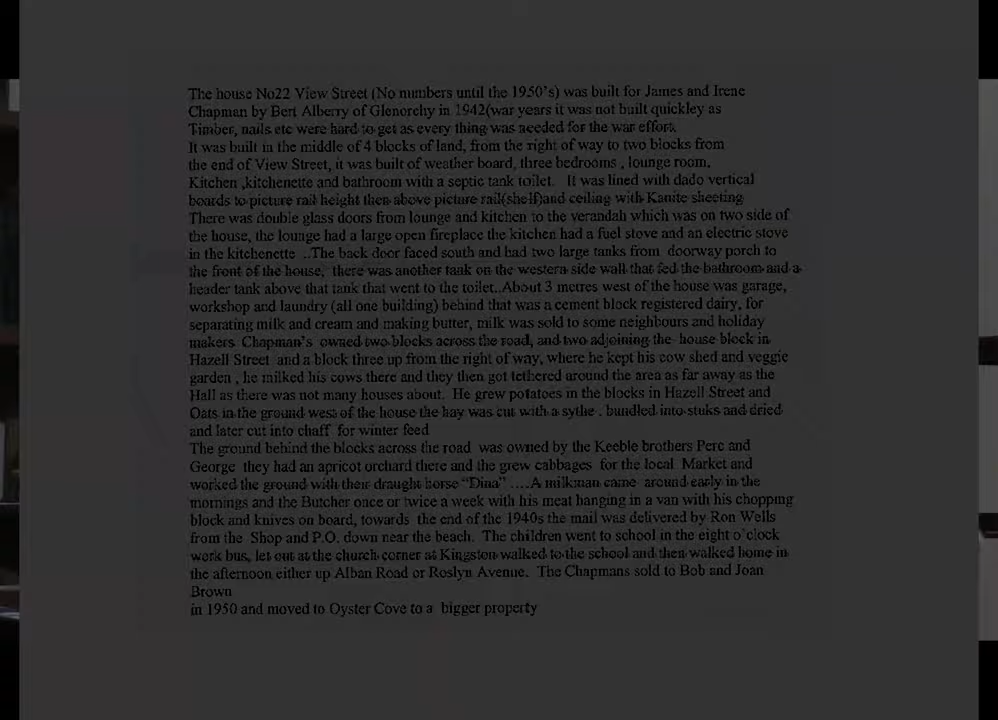 The house No22 View Street (No numbers until the 1950's) was built for James and Irene
Chapman by Bert Alberry of Glenorchy in 1942(war years it was not built quickley as
Timber, nails etc were hard to get as every thing was needed for the war effort.
It was built in the middle of 4 blocks of land, from the right of way to two blocks from
the end of View Street, it was built of weather board, three bedrooms , lounge room,
Kitchen ,kitchenette and bathroom with a septic tank toilet. It was lined with dado vertical
boards to picture rail height then above picture rail(shelf)and ceiling with Kanite sheeting
There was double glass doors from lounge and kitchen to the verandah which was on two side of
the house, the lounge had a large open fireplace the kitchen had a fuel stove and an electric stove
in the kitchenette ..The back door faced south and had two large tanks from doorway porch to
the front of the house, there was another tank on the western side wall that fed the bathroom and a
header tank above that tank that went to the toilet..About 3 metres west of the house was garage,
workshop and laundry (all one building) behind that was a cement block registered dairy, for
separating milk and cream and making butter, milk was sold to some neighbours and holiday
makers Chapman's owned two blocks across the road, and two adjoining the house block in
Hazell Street and a block three up from the right of way, where he kept his cow shed and veggie
garden , he milked his cows there and they then got tethered around the area as far away as the
Hall as there was not many houses about. He grew potatoes in the blocks in Hazell Street and
Oats in the ground west of the house the hay was cut with a sythe , bundled into stuks and dried
and later cut into chaff for winter feed
The ground behind the blocks across the road was owned by the Keeble brothers Perc and
George they had an apricot orchard there and the grew cabbages for the local Market and
worked the ground with their draught horse "Dina" ….A milkman came around early in the
mornings and the Butcher once or twice a week with his meat hanging in a van with his chopping
block and knives on board, towards the end of the 1940s the mail was delivered by Ron Wells
from the Shop and P.O. down near the beach. The children went to school in the eight o'clock
work bus, let out at the church corner at Kingston walked to the school and then walked home in
the afternoon either up Alban Road or Roslyn Avenue. The Chapmans sold to Bob and Joan
Brown
in 1950 and moved to Oyster Cove to a bigger property